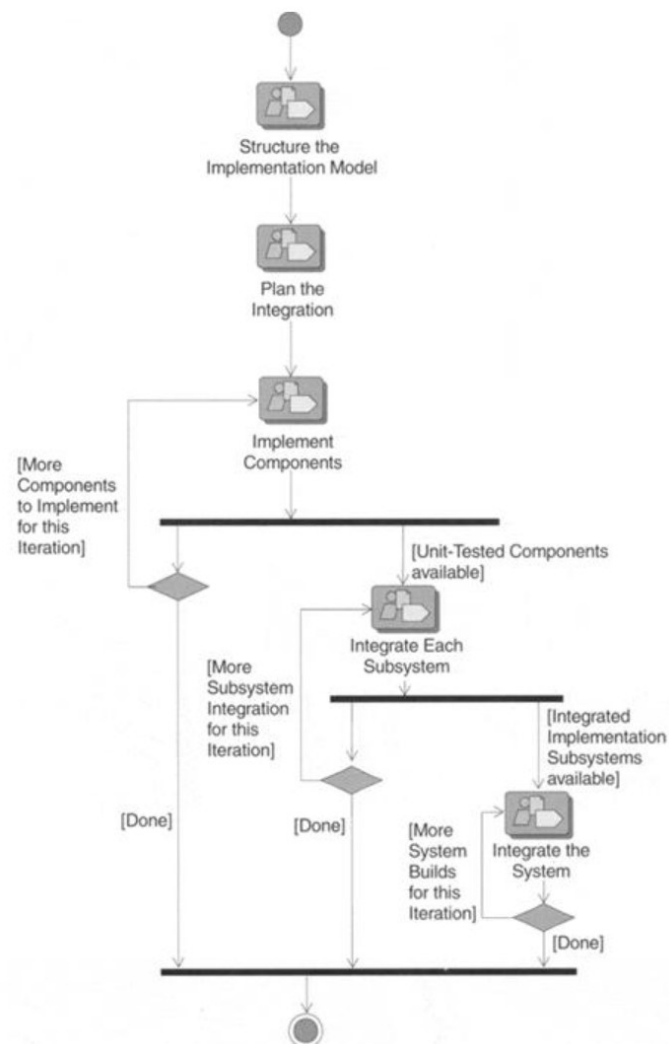 Structure the
Implementation Model
Plan the
Integration
Implement
Components
[More
Components
to Implement
for this
Iteration]
[Unit-Tested Components
available]
Integrate Each
Subsystem
[More
Subsystem
Integration
for this
Iteration]
[Integrated
Implementation
Subsystems
available]
[Done]
[Done]
[More
System
Builds
for this
Iteration]
Integrate the
System
[Done]